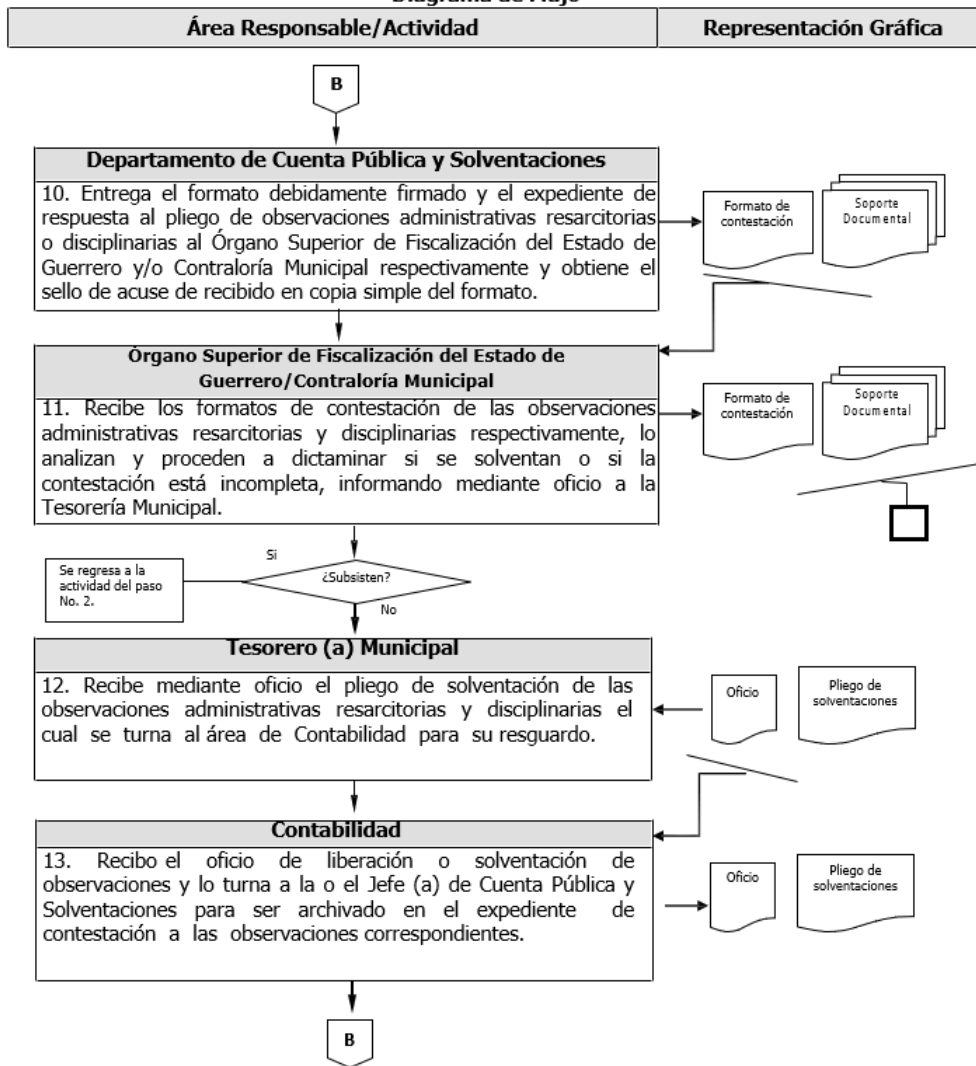 Diagrama de Flujo
Área Responsable/Actividad
Representación Gráfica
B
Departamento de Cuenta Pública y Solventaciones
10. Entrega el formato debidamente firmado y el expediente de
respuesta al pliego de observaciones administrativas resarcitorias
o disciplinarias al Órgano Superior de Fiscalización del Estado de
Guerrero y/o Contraloría Municipal respectivamente y obtiene el
sello de acuse de recibido en copia simple del formato.
Formato de
contestación
Soporte
Documental
Órgano Superior de Fiscalización del Estado de
Guerrero/Contraloría Municipal
11. Recibe los formatos de contestación de las observaciones
administrativas resarcitorias y disciplinarias respectivamente, lo
analizan y proceden a dictaminar si se solventan o si la
contestación está incompleta, informando mediante oficio a la
Tesorería Municipal.
Formato de
contestación
Soporte
Documental
Si
¿Subsisten?
No
Se regresa a la
actividad del paso
No. 2.
Tesorero (a) Municipal
12. Recibe mediante oficio el pliego de solventación de las
observaciones administrativas resarcitorias y disciplinarias el
cual se turna al área de Contabilidad para su resguardo.
Oficio
Pliego de
solventaciones
Contabilidad
13. Recibo el oficio de liberación o solventación de
observaciones y lo turna a la o el Jefe (a) de Cuenta Pública y
Solventaciones para ser archivado en el expediente de
contestación a las observaciones correspondientes.
Oficio
Pliego de
solventaciones
B